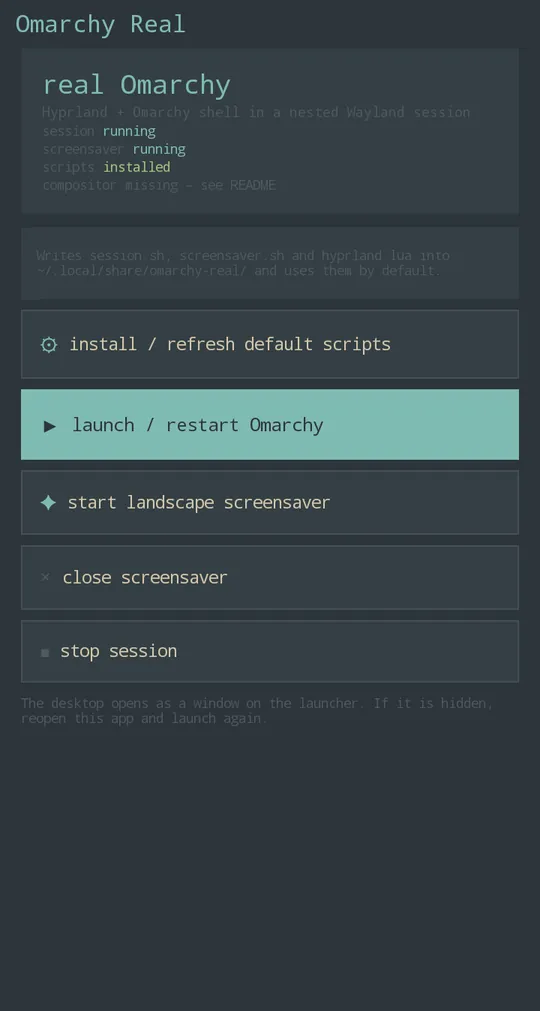 Omarchy Real
real Omarchy
Hyprland + Omarchy shell in a nested Wayland session
session running
screensaver running
scripts installed
compositor missing — see README
Writes session.sh, screensaver.sh and hyprland.lua into
~/.local/share/omarchy-real/ and uses them by default.
install / refresh default scripts
launch / restart Omarchy
start landscape screensaver
close screensaver
stop session
The desktop opens as a window on the launcher. If it is hidden,
reopen this app and launch again.